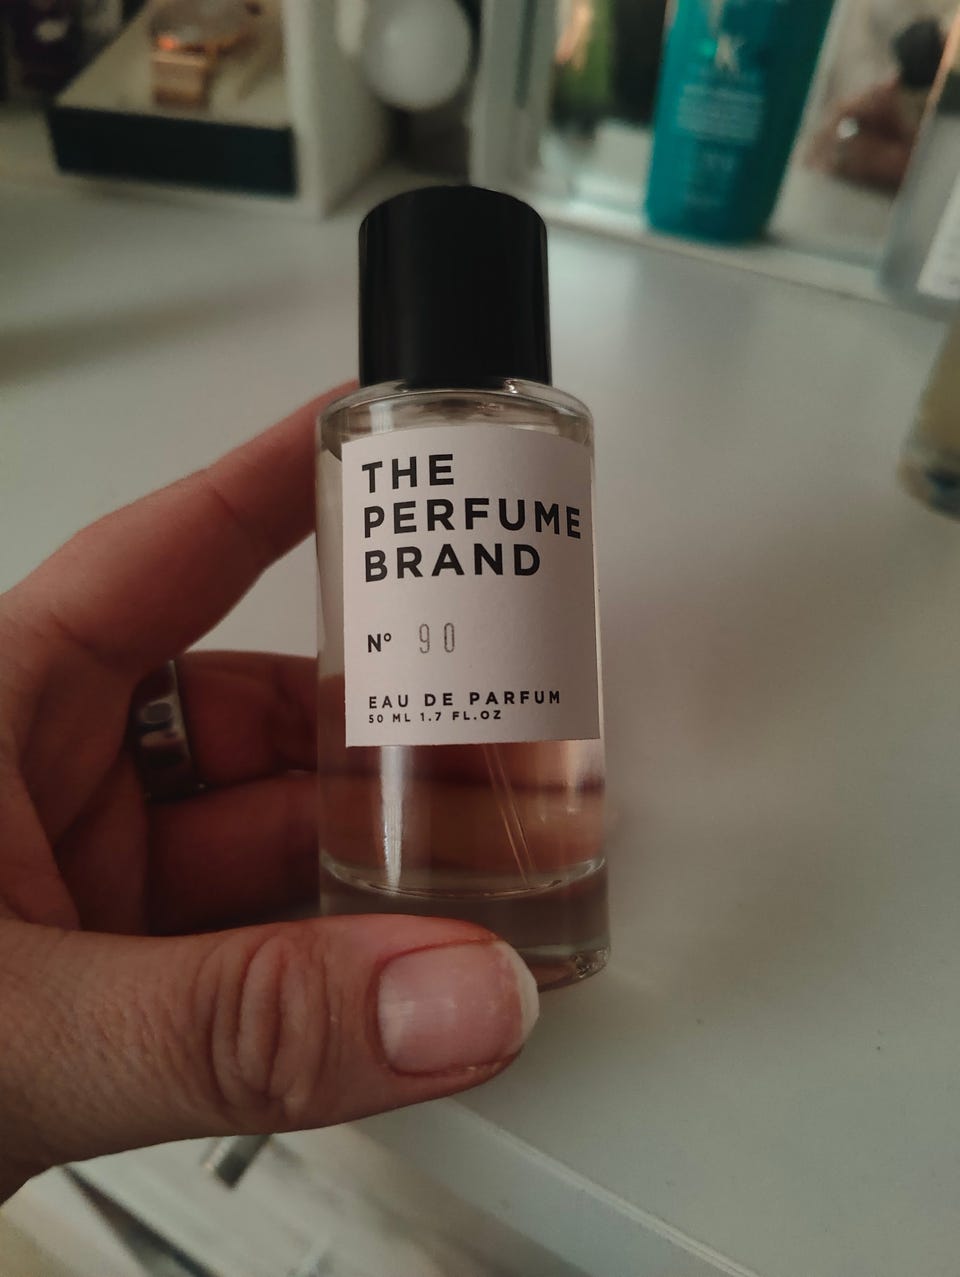 THE
PERFUME
BRAND
Nº 90
EAU DE PARFUM
50 ML 1.7 FL.OZ
K